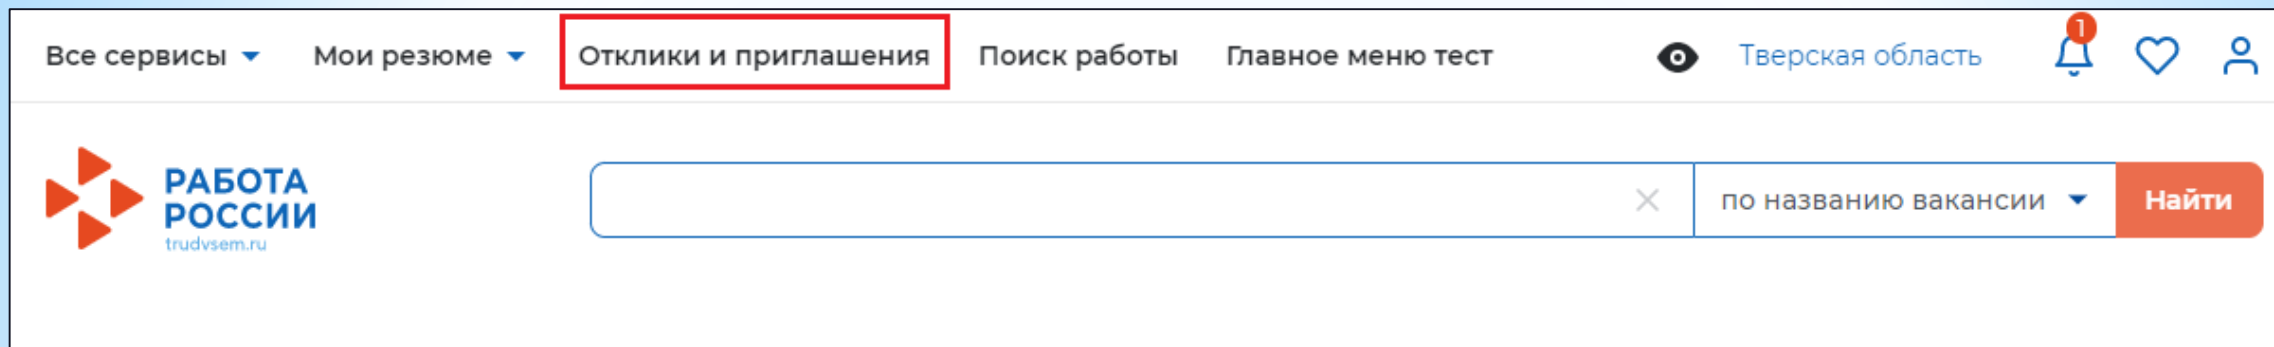 Все сервисы Мои резюме Отклики и приглашения Поиск работы Главное меню тест Тверская область 1
РАБОТА
РОССИИ
trudvsem.ru
по названию вакансии Найти